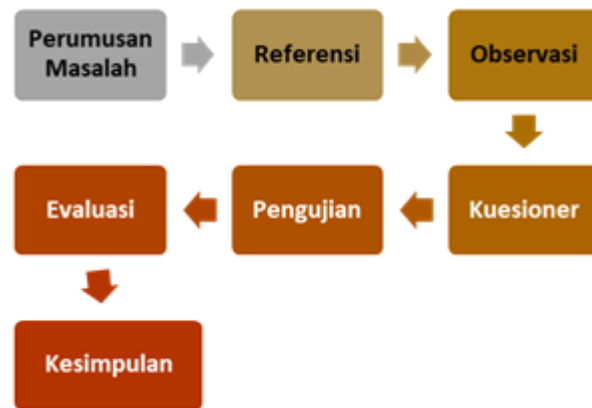 Perumusan
Masalah
Referensi
Observasi
Kuesioner
Pengujian
Evaluasi
Kesimpulan